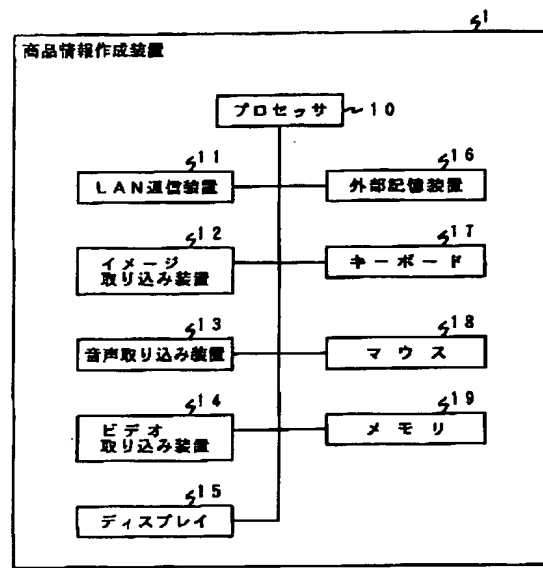 1
商品情報作成装置
プロセッサ
10
11
LAN通信装置
16
外部記憶装置
12
イメージ
取り込み装置
17
キーボード
13
音声取り込み装置
18
マウス
14
ビデオ
取り込み装置
19
メモリ
15
ディスプレイ